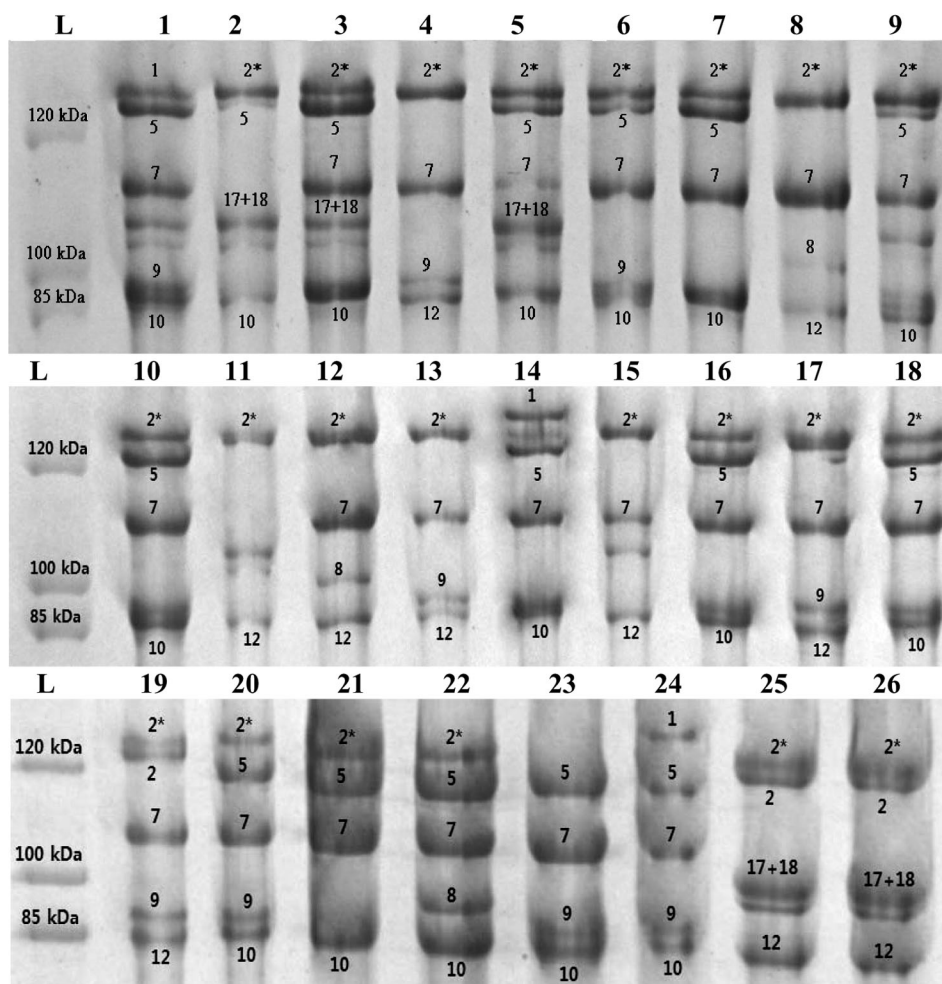 L 1 2 3 4 5 6 7 8 9
1 2* 2* 2* 2* 2* 2* 2* 2*
120 kDa 5 5 5 5 5 5 5
7 7 7 7 7 7 7 7
17+18 17+18 17+18
100 kDa 9 9 9 8
85 kDa 10 10 10 12 10 10 10 12 10
L 10 11 12 13 14 15 16 17 18
2* 2* 2* 2* 1 2* 2* 2* 2*
120 kDa 5 5 5 5
7 7 7 7 7 7 7 7
100 kDa 8 9 9
85 kDa 10 12 12 12 10 12 10 12 10
L 19 20 21 22 23 24 25 26
2* 2* 2* 2* 1 2* 2*
120 kDa 2 5 5 5 5 5 2 2
7 7 7 7 7 7
100 kDa 17+18 17+18
9 9 8 9 9
85 kDa 12 10 10 10 10 10 12 12